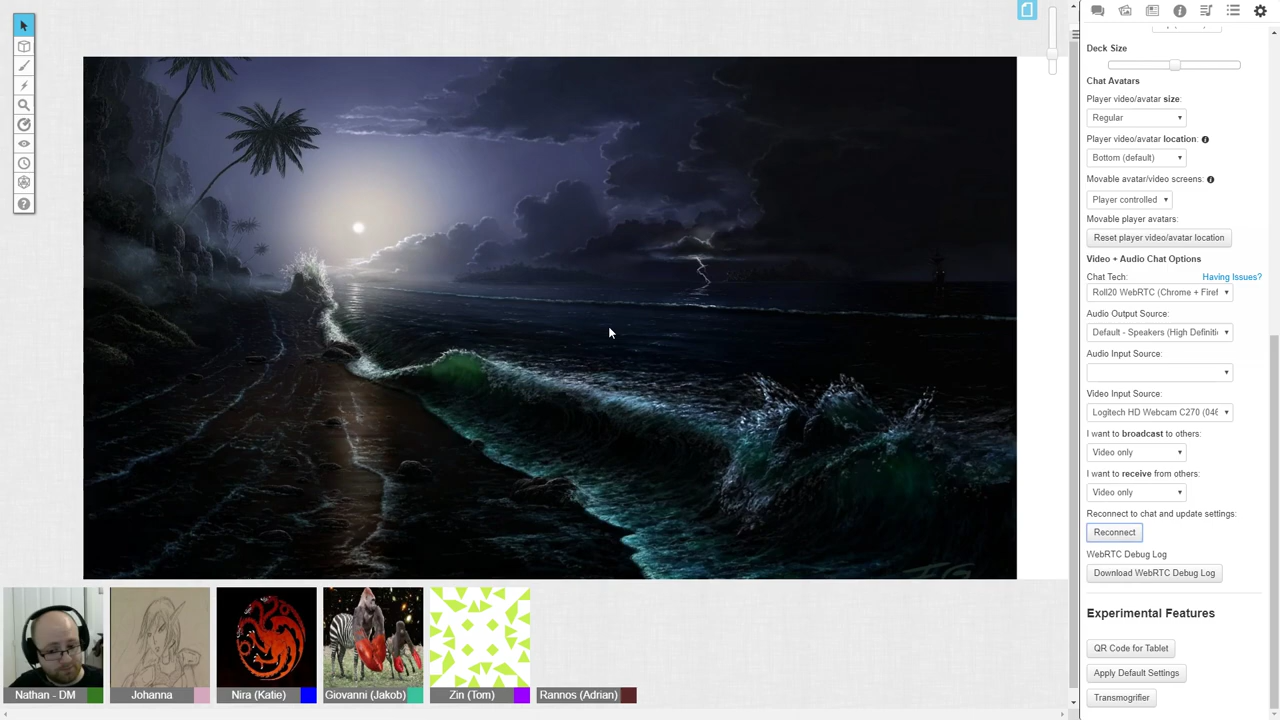 Deck Size
Chat Avatars
Player video/avatar size:
Regular
Player video/avatar location:
Bottom (default)
Movable avatar/video screens:
Player controlled
Movable player avatars:
Reset player video/avatar location
Video + Audio Chat Options
Chat Tech:
Having Issues?
Roll20 WebRTC (Chrome + Firef
Audio Output Source:
Default - Speakers (High Definiti
Audio Input Source:
Video Input Source:
Logitech HD Webcam C270 (046
I want to broadcast to others:
Video only
I want to receive from others:
Video only
Reconnect to chat and update settings:
Reconnect
WebRTC Debug Log
Download WebRTC Debug Log
Experimental Features
QR Code for Tablet
Apply Default Settings
Transmogrifier
Nathan - DM
Johanna
Nira (Katie)
Giovanni (Jakob)
Zin (Tom)
Rannos (Adrian)